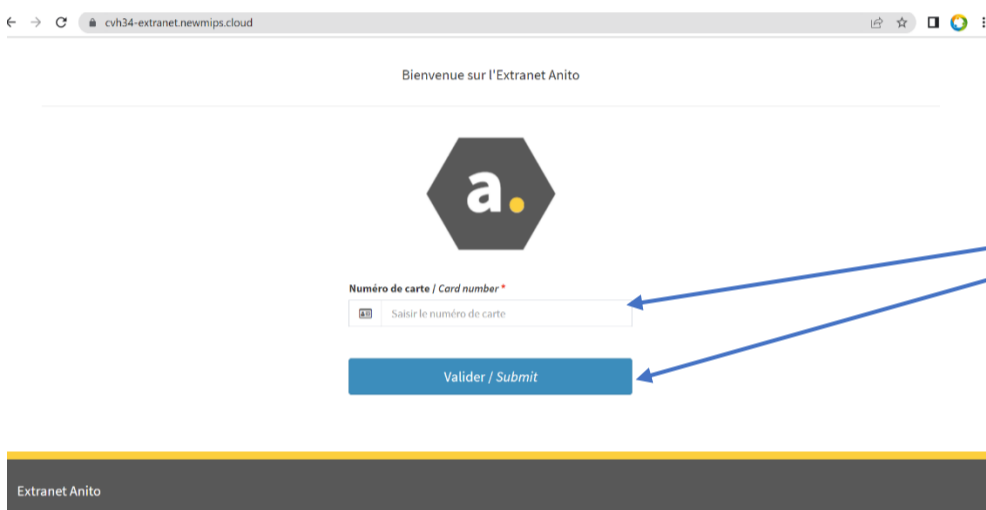 cvh34-extranet.newmips.cloud
Bienvenue sur l'Extranet Anito
a.
Numéro de carte / Card number *
Saisir le numéro de carte
Valider / Submit
Extranet Anito